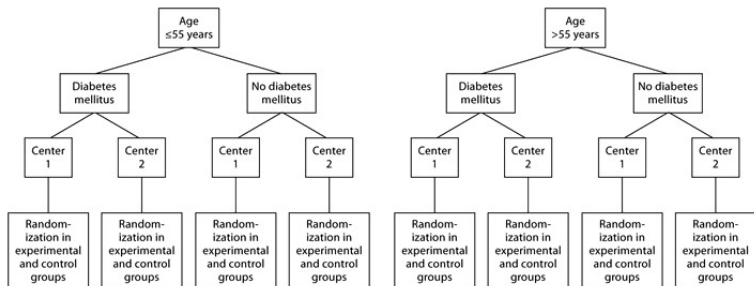 Age
≤55 years
Age
>55 years
Diabetes
mellitus
No diabetes
mellitus
Diabetes
mellitus
No diabetes
mellitus
Center
1
Center
2
Center
1
Center
2
Center
1
Center
2
Center
1
Center
2
Random-
ization in
experimental
and control
groups
Random-
ization in
experimental
and control
groups
Random-
ization in
experimental
and control
groups
Random-
ization in
experimental
and control
groups
Random-
ization in
experimental
and control
groups
Random-
ization in
experimental
and control
groups
Random-
ization in
experimental
and control
groups
Random-
ization in
experimental
and control
groups